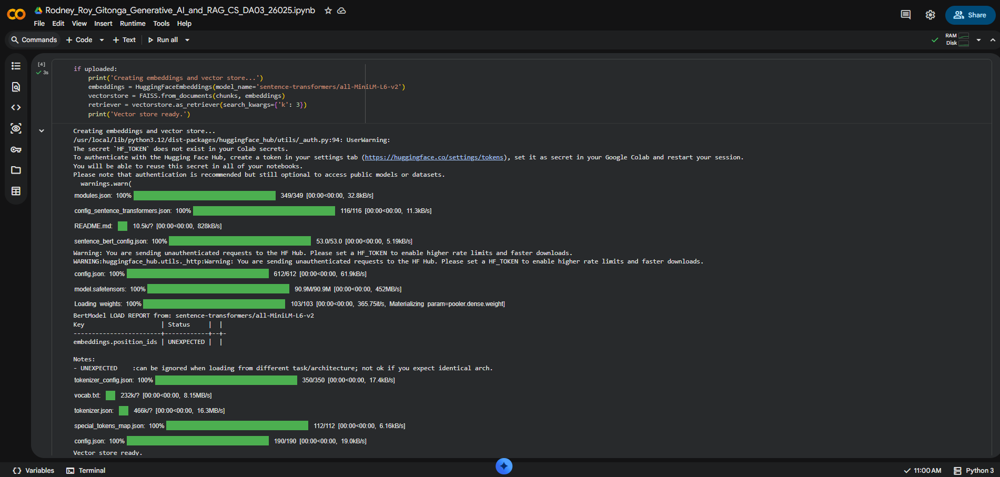 Rodney_Roy_Gitonga_Generative_AI_and_RAG_CS_DA03_26025.ipynb
File Edit View Insert Runtime Tools Help
Share
Commands + Code + Text Run all
RAM
Disk
[4]
3s
if uploaded:
    print('Creating embeddings and vector store...')
    embeddings = HuggingFaceEmbeddings(model_name='sentence-transformers/all-MiniLM-L6-v2')
    vectorstore = FAISS.from_documents(chunks, embeddings)
    retriever = vectorstore.as_retriever(search_kwargs={'k': 3})
    print('Vector store ready.')
Creating embeddings and vector store...
/usr/local/lib/python3.12/dist-packages/huggingface_hub/utils/_auth.py:94: UserWarning:
The secret `HF_TOKEN` does not exist in your Colab secrets.
To authenticate with the Hugging Face Hub, create a token in your settings tab (https://huggingface.co/settings/tokens), set it as secret in your Google Colab and restart your session.
You will be able to reuse this secret in all of your notebooks.
Please note that authentication is recommended but still optional to access public models or datasets.
  warnings.warn(
modules.json: 100% 349/349 [00:00<00:00, 32.8kB/s]
config_sentence_transformers.json: 100% 116/116 [00:00<00:00, 11.3kB/s]
README.md: 10.5k/? [00:00<00:00, 828kB/s]
sentence_bert_config.json: 100% 53.0/53.0 [00:00<00:00, 5.19kB/s]
Warning: You are sending unauthenticated requests to the HF Hub. Please set a HF_TOKEN to enable higher rate limits and faster downloads.
WARNING:huggingface_hub.utils._http:Warning: You are sending unauthenticated requests to the HF Hub. Please set a HF_TOKEN to enable higher rate limits and faster downloads.
config.json: 100% 612/612 [00:00<00:00, 61.9kB/s]
model.safetensors: 100% 90.9M/90.9M [00:00<00:00, 452MB/s]
Loading weights: 100% 103/103 [00:00<00:00, 365.75it/s, Materializing param=pooler.dense.weight]
BertModel LOAD REPORT from: sentence-transformers/all-MiniLM-L6-v2
Key                     | Status     |  |
------------------------+------------+--+-
embeddings.position_ids | UNEXPECTED |  |
Notes:
- UNEXPECTED    :can be ignored when loading from different task/architecture; not ok if you expect identical arch.
tokenizer_config.json: 100% 350/350 [00:00<00:00, 17.4kB/s]
vocab.txt: 232k/? [00:00<00:00, 8.15MB/s]
tokenizer.json: 466k/? [00:00<00:00, 16.3MB/s]
special_tokens_map.json: 100% 112/112 [00:00<00:00, 6.16kB/s]
config.json: 100% 190/190 [00:00<00:00, 19.0kB/s]
Vector store ready.
Variables Terminal 11:00 AM Python 3